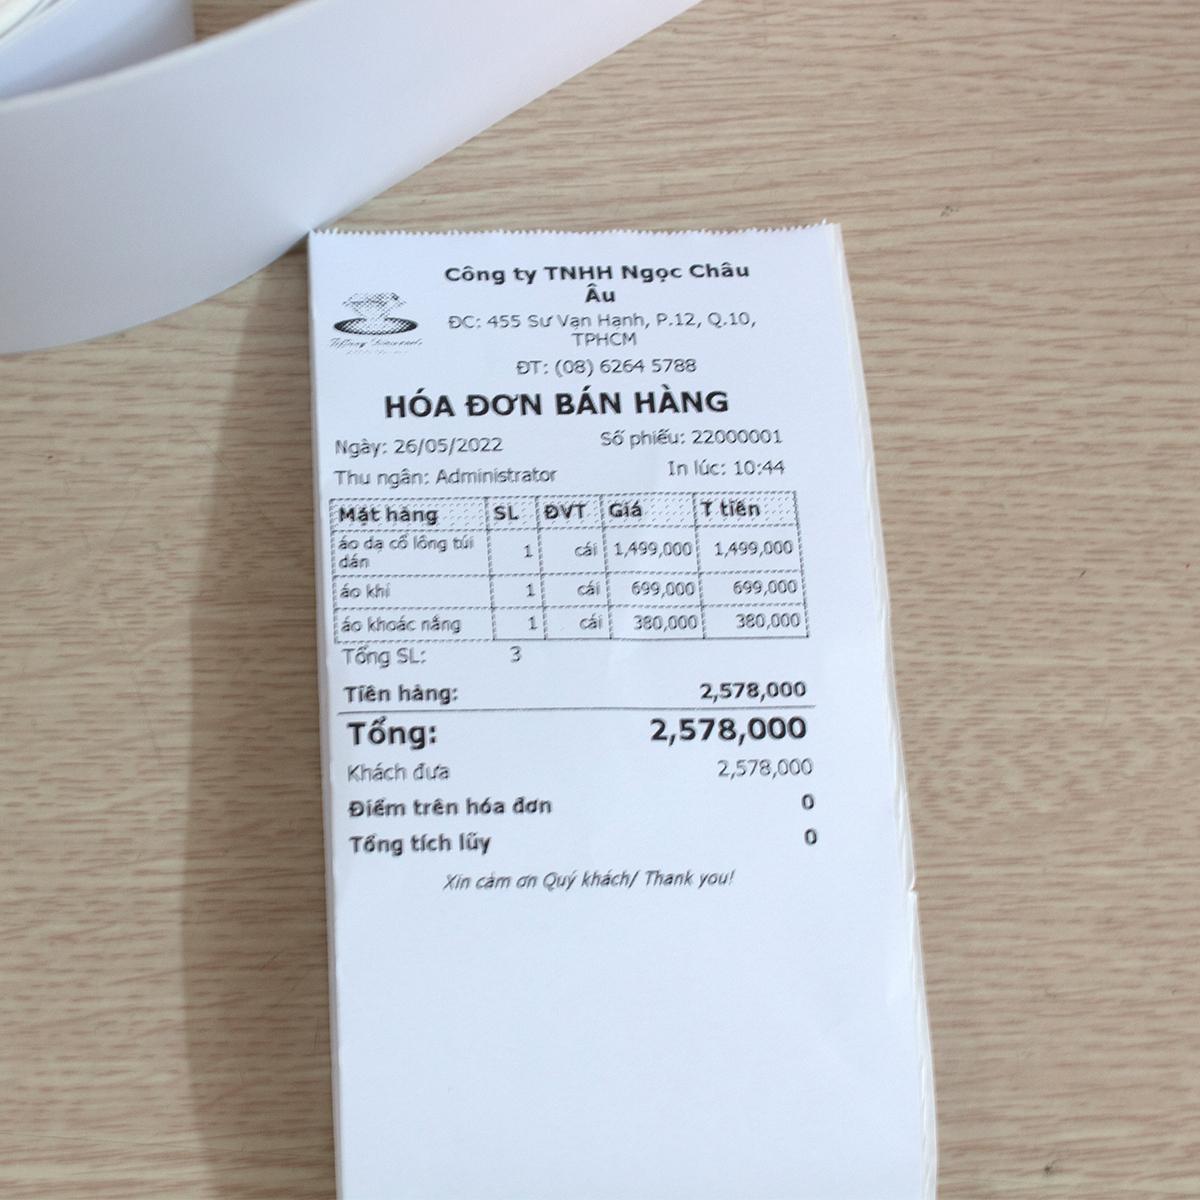 Công ty TNHH Ngọc Châu
Âu
ĐC: 455 Sư Vạn Hạnh, P.12, Q.10,
TPHCM
ĐT: (08) 6264 5788
HÓA ĐƠN BÁN HÀNG
Ngày: 26/05/2022 Số phiếu: 22000001
Thu ngân: Administrator In lúc: 10:44
Mặt hàng SL ĐVT Giá T tiền
áo dạ cổ lông túi 1 cái 1,499,000 1,499,000
dán
áo khỉ 1 cái 699,000 699,000
áo khoác nắng 1 cái 380,000 380,000
Tổng SL: 3
Tiền hàng: 2,578,000
Tổng: 2,578,000
Khách đưa 2,578,000
Điểm trên hóa đơn 0
Tổng tích lũy 0
Xin cảm ơn Quý khách/ Thank you!